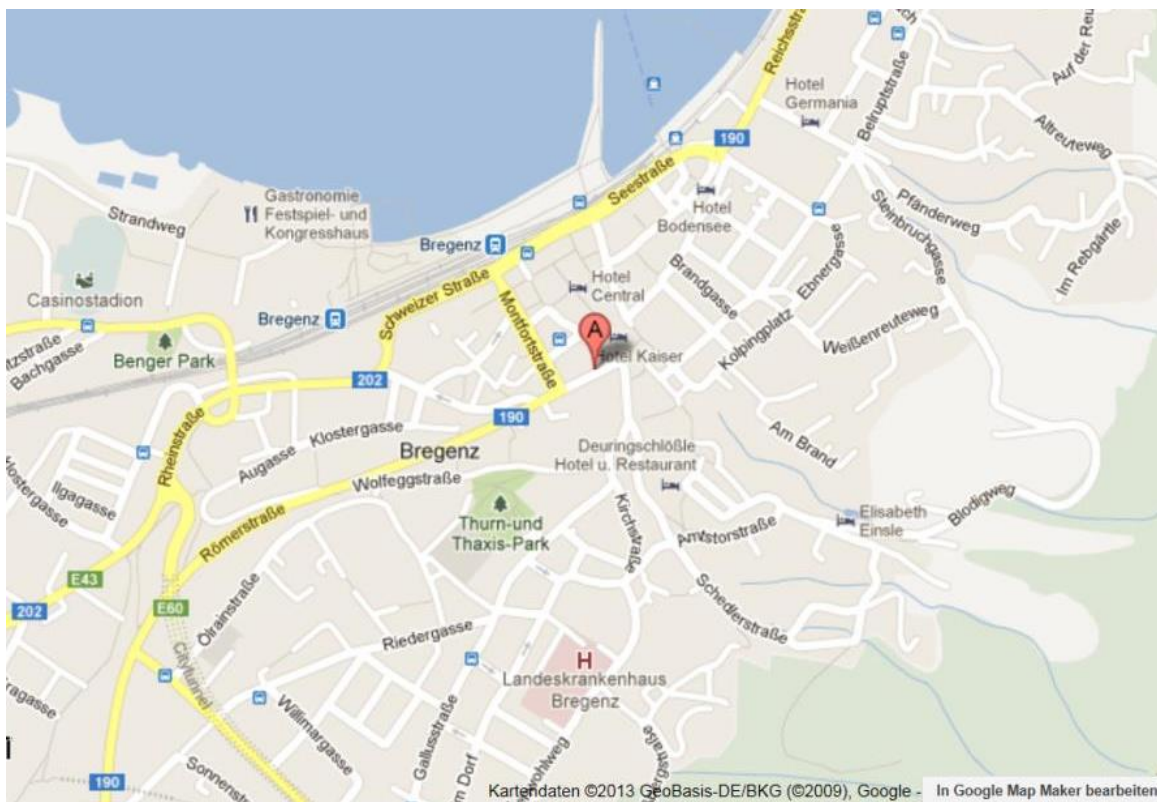 Reichsstra
Auf der Reu
Hotel
Germania
Belruptstraße
Altreuteweg
190
Seestraße
Gastronomie
Festspiel- und
Kongresshaus
Strandweg
Hotel
Bodensee
Pfänderweg
Steinbruchgasse
Im Rebgärtle
Bregenz
Casinostadion
Schweizer Straße
Hotel
Central
Brandgasse
Ebnergasse
Bregenz
Montfortstraße
A
Hotel Kaiser
Kolpingplatz
Weißenreuteweg
Bachgasse
Benger Park
202
190
Rheinstraße
Klostergasse
Augasse
Bregenz
Am Brand
Deuringschlößle
Hotel u. Restaurant
Wolfeggstraße
Ilgagasse
Römerstraße
Thurn-und
Thaxis-Park
Kirchstraße
Amtstorstraße
Elisabeth
Einsle
Blodigweg
E43
202
E60
Ölrainstraße
Riedergasse
Schedlerstraße
Citytunnel
H
Landeskrankenhaus
Bregenz
Willimargasse
Gallusstraße
190
Kartendaten ©2013 GeoBasis-DE/BKG (©2009), Google -
In Google Map Maker bearbeiten